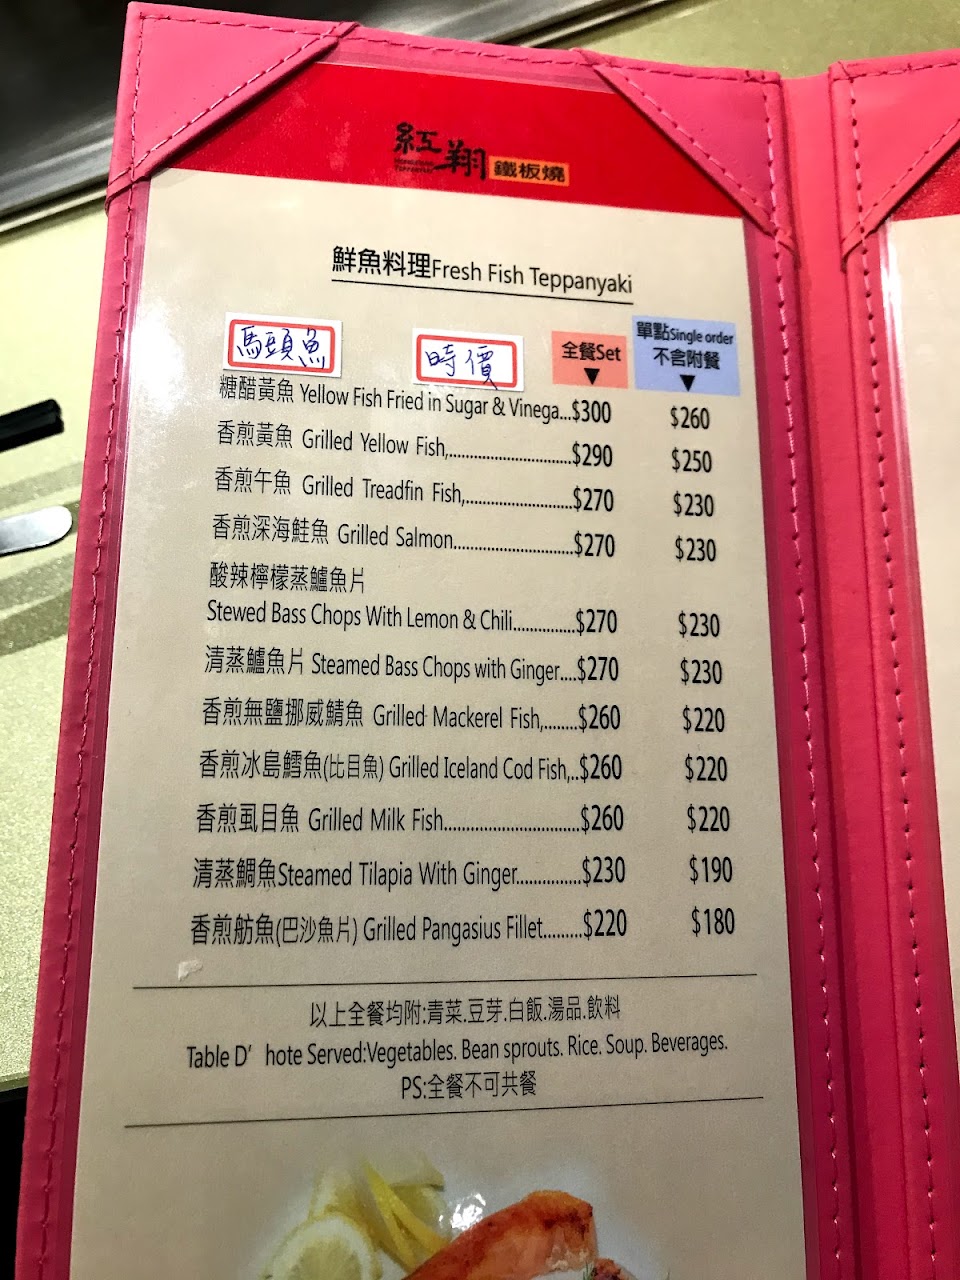 紅翔 鐵板燒
鮮魚料理Fresh Fish Teppanyaki
馬頭魚 時價 全餐Set 單點Single order
不含附餐
糖醋黃魚 Yellow Fish Fried in Sugar & Vinega...$300 $260
香煎黃魚 Grilled Yellow Fish,..............................$290 $250
香煎午魚 Grilled Treadfin Fish,..........................$270 $230
香煎深海鮭魚 Grilled Salmon.............................$270 $230
酸辣檸檬蒸鱸魚片
Stewed Bass Chops With Lemon & Chili...............$270 $230
清蒸鱸魚片 Steamed Bass Chops with Ginger....$270 $230
香煎無鹽挪威鯖魚 Grilled Mackerel Fish,........$260 $220
香煎冰島鱈魚(比目魚) Grilled Iceland Cod Fish,..$260 $220
香煎虱目魚 Grilled Milk Fish.................................$260 $220
清蒸鯛魚Steamed Tilapia With Ginger...............$230 $190
香煎魴魚(巴沙魚片) Grilled Pangasius Fillet.........$220 $180
以上全餐均附:青菜.豆芽.白飯.湯品.飲料
Table D' hote Served:Vegetables. Bean sprouts. Rice. Soup. Beverages.
PS:全餐不可共餐